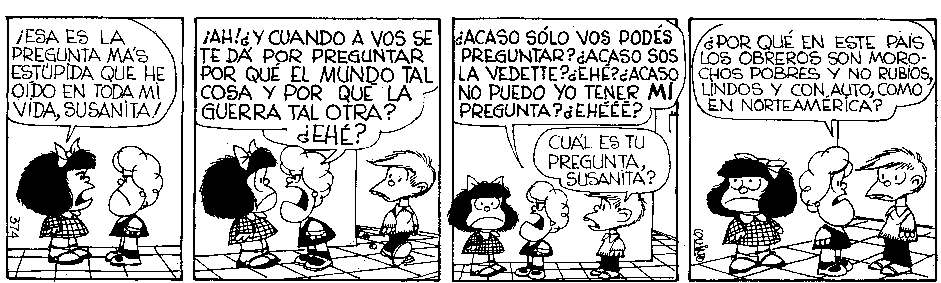 ¡ESA ES LA
PREGUNTA MÁS
ESTÚPIDA QUE HE
OIDO EN TODA MI
VIDA, SUSANITA!
374
¡AH!¿Y CUANDO A VOS SE
TE DÁ POR PREGUNTAR
POR QUÉ EL MUNDO TAL
COSA Y POR QUÉ LA
GUERRA TAL OTRA?
¿EHÉ?
¿ACASO SÓLO VOS PODÉS
PREGUNTAR?¿ACASO SOS
LA VEDETTE?¿EHÉ?¿ACASO
NO PUEDO YO TENER MI
PREGUNTA?¿EHÉÉÉ?
CUÁL ES TU
PREGUNTA,
SUSANITA?
¿POR QUÉ EN ESTE PAÍS
LOS OBREROS SON MORO-
CHOS POBRES Y NO RUBIOS,
LINDOS Y CON AUTO, COMO
EN NORTEAMÉRICA?